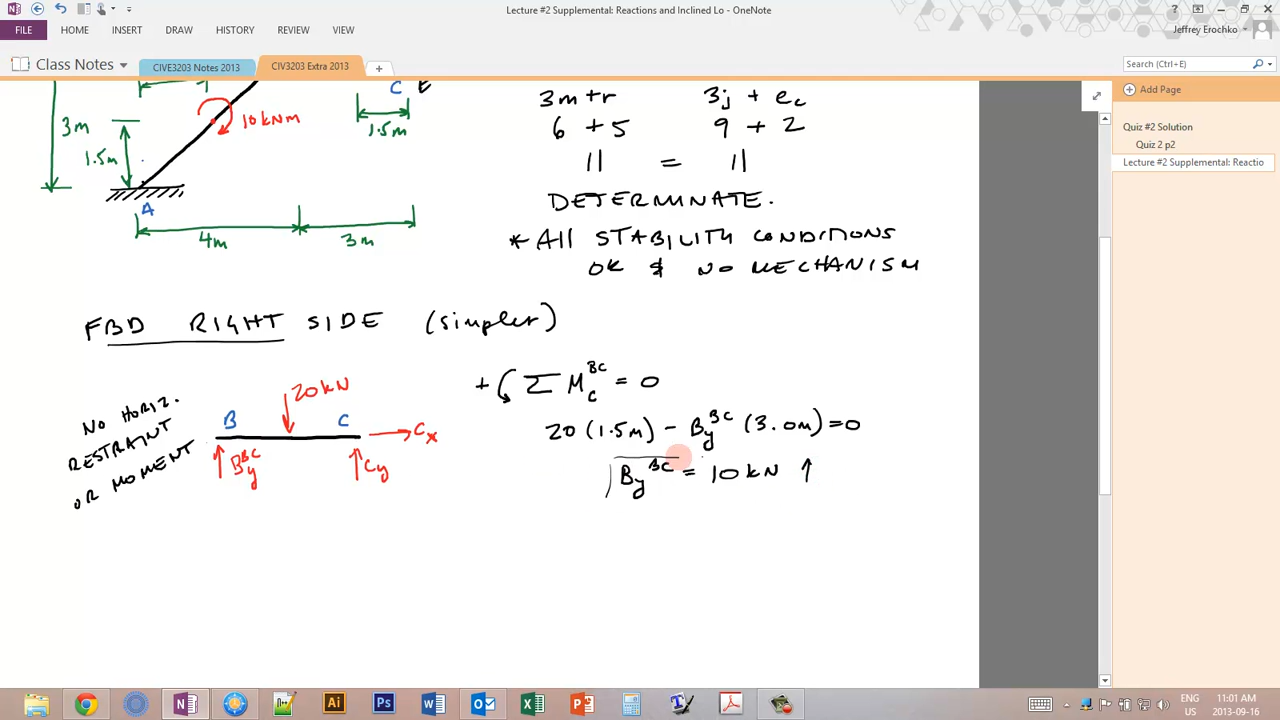 Lecture #2 Supplemental: Reactions and Inclined Lo - OneNote
FILE HOME INSERT DRAW HISTORY REVIEW VIEW
Jeffrey Erochko
Class Notes
CIVE3203 Notes 2013
CIV3203 Extra 2013
Search (Ctrl+E)
Add Page
Quiz #2 Solution
Quiz 2 p2
Lecture #2 Supplemental: Reactio
3m
1.5m
10kNm
A
4m
3m
C
1.5m
3m+r 3j + ec
6 + 5 9 + 2
11 = 11
DETERMINATE.
* All STABILITY CONDITIONS
OK & NO MECHANISM
FBD RIGHT SIDE (simpler)
NO HORIZ.
RESTRAINT
OR MOMENT
20kN
B
C
Cx
By^BC
Cy
+ Σ Mc^BC = 0
20 (1.5m) - By^BC (3.0m) = 0
By^BC = 10 kN ↑
ENG
US
11:01 AM
2013-09-16